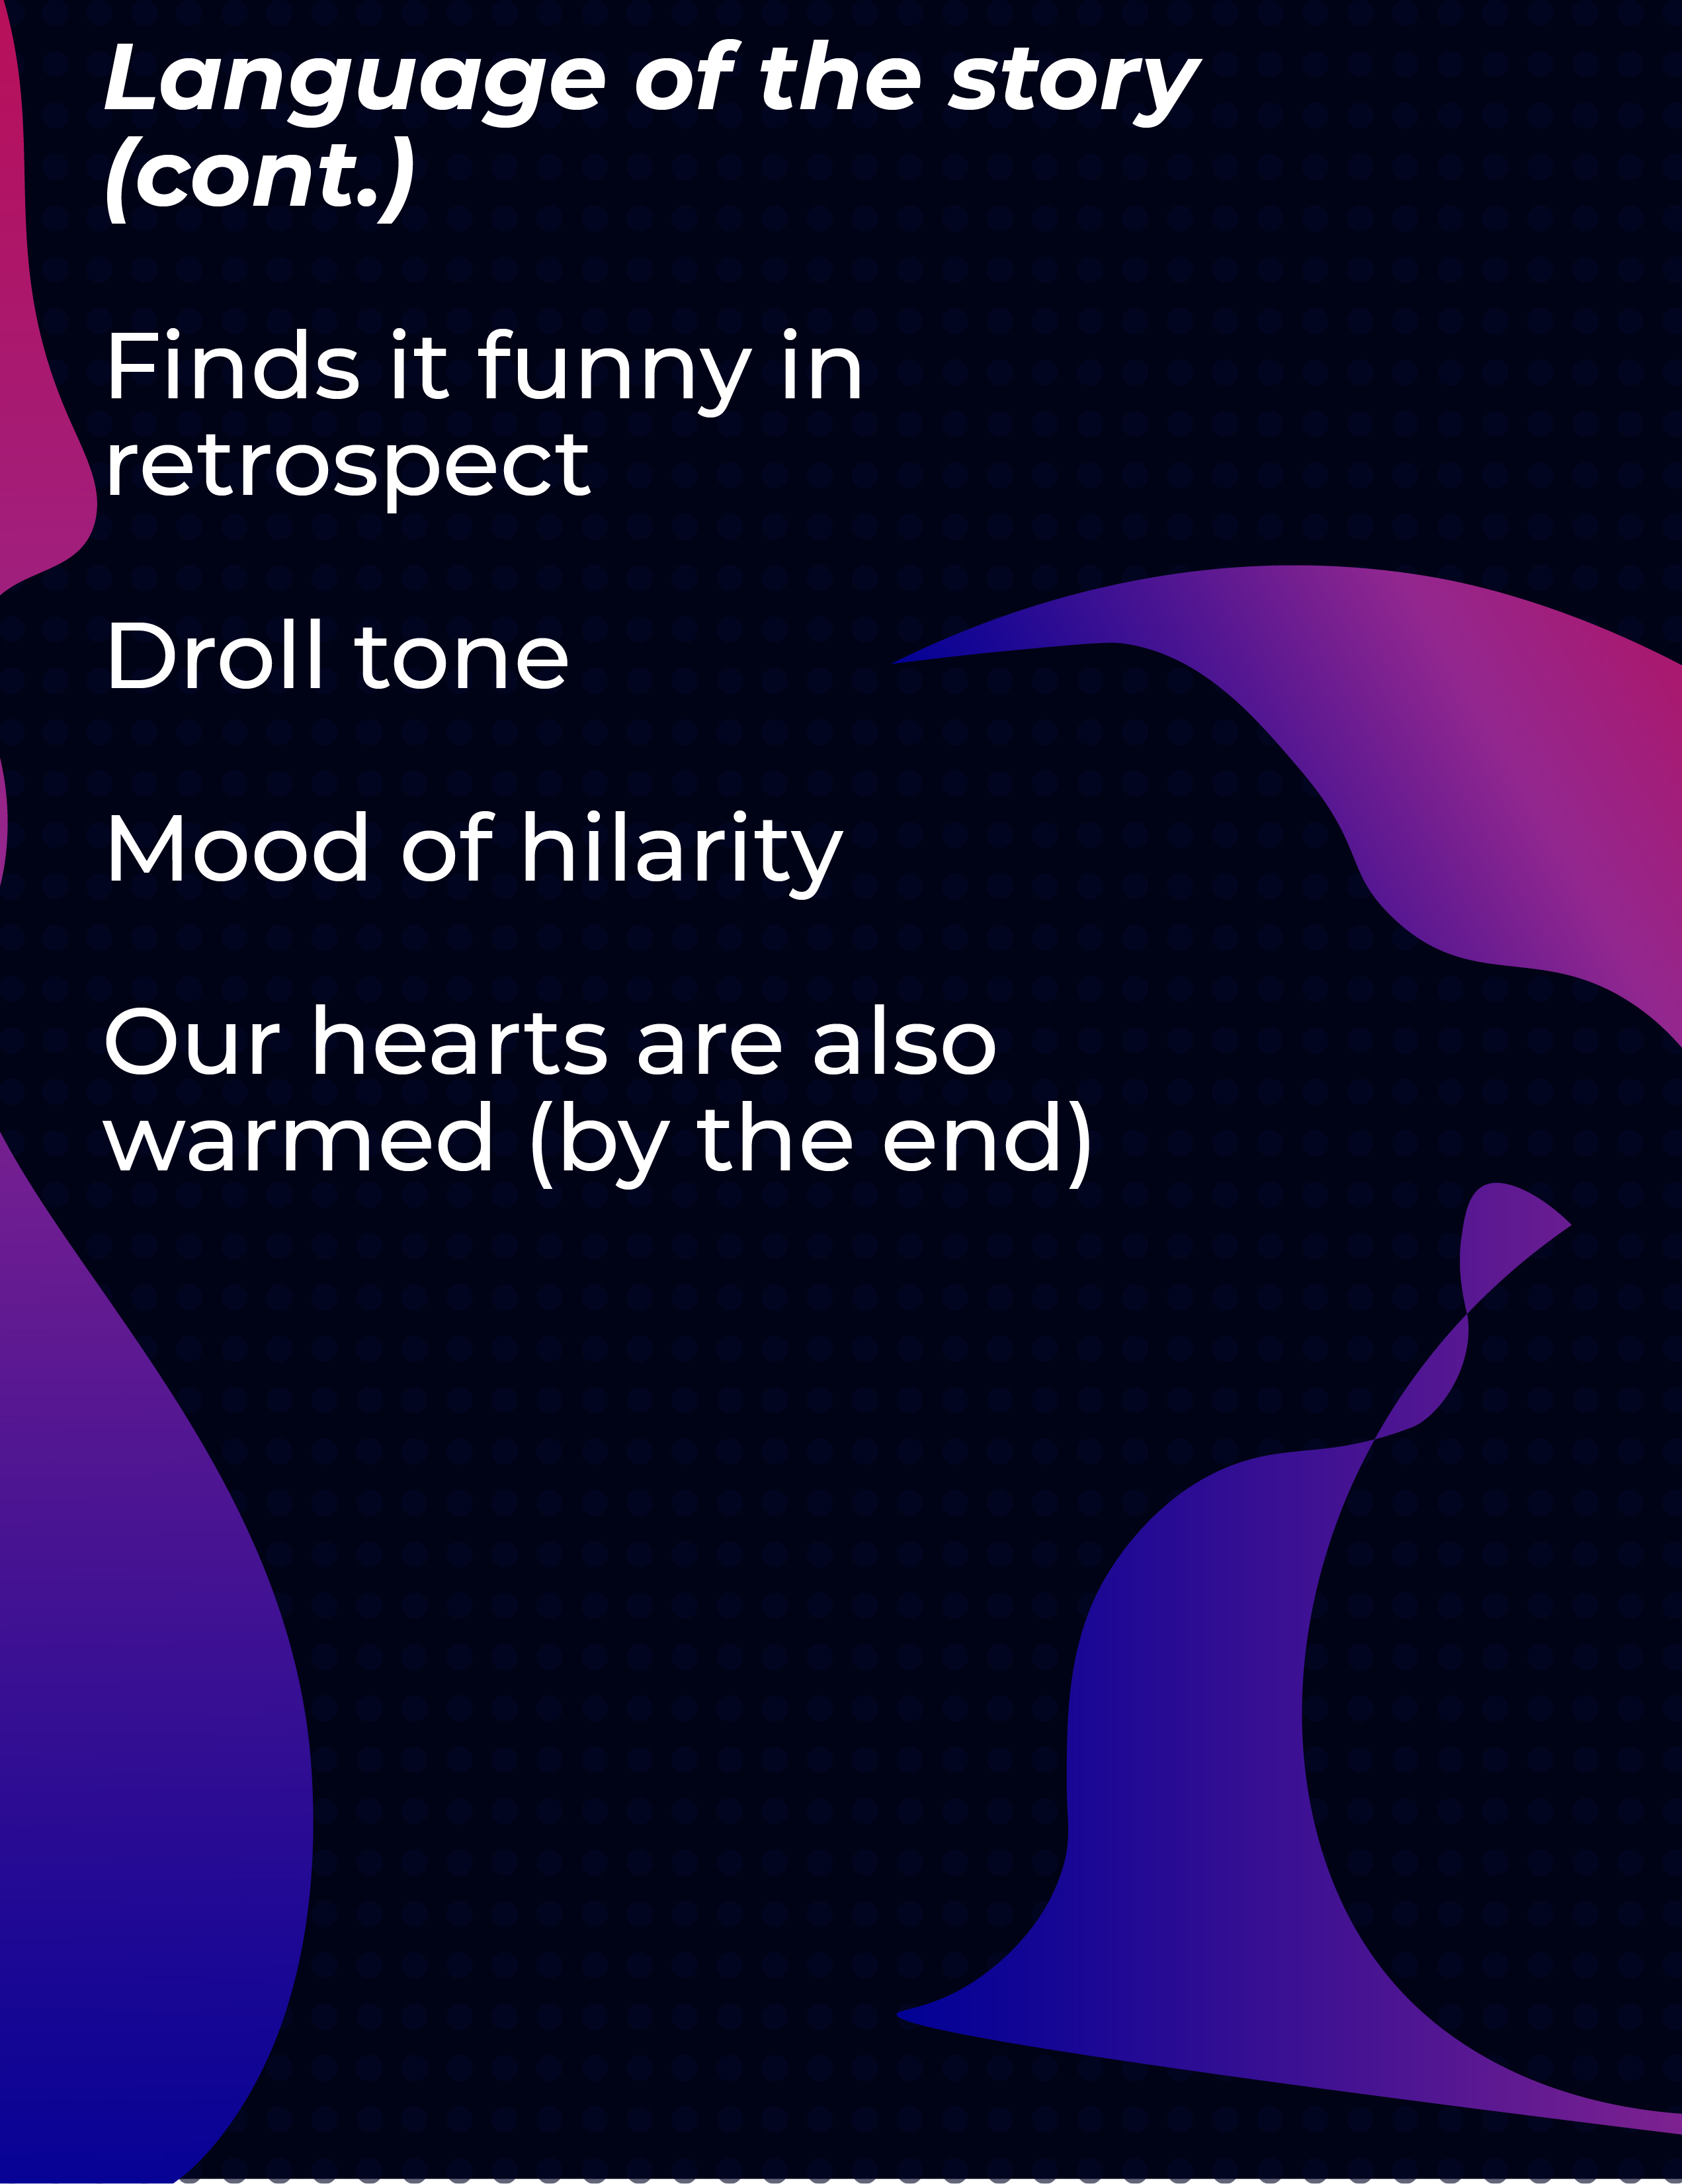 Language of the story
(cont.)
Finds it funny in
retrospect
Droll tone
Mood of hilarity
Our hearts are also
warmed (by the end)